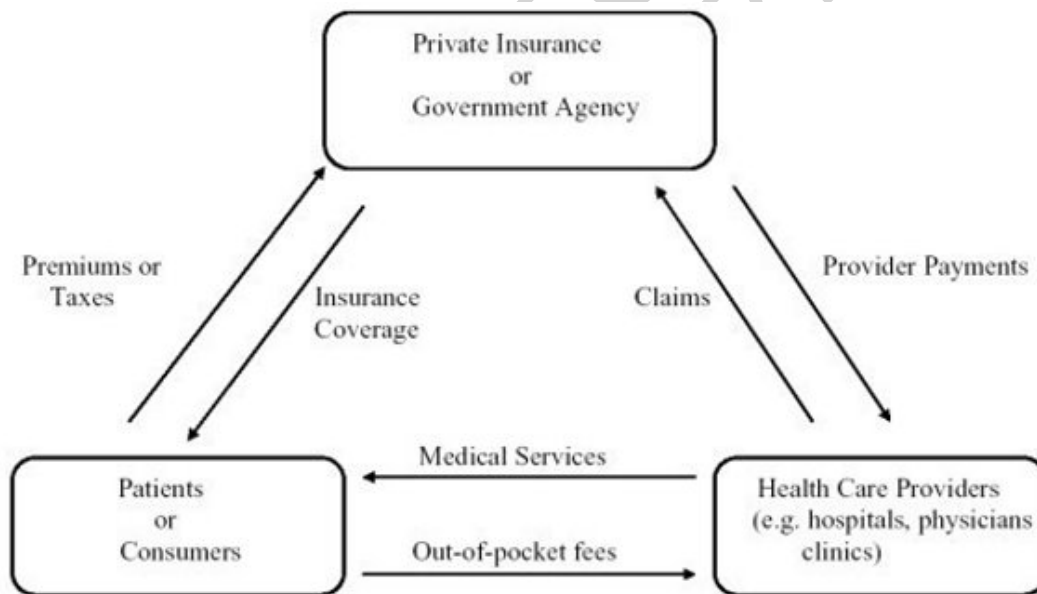 Private Insurance
or
Government Agency
Premiums or
Taxes
Insurance
Coverage
Claims
Provider Payments
Patients
or
Consumers
Medical Services
Out-of-pocket fees
Health Care Providers
(e.g. hospitals, physicians
clinics)